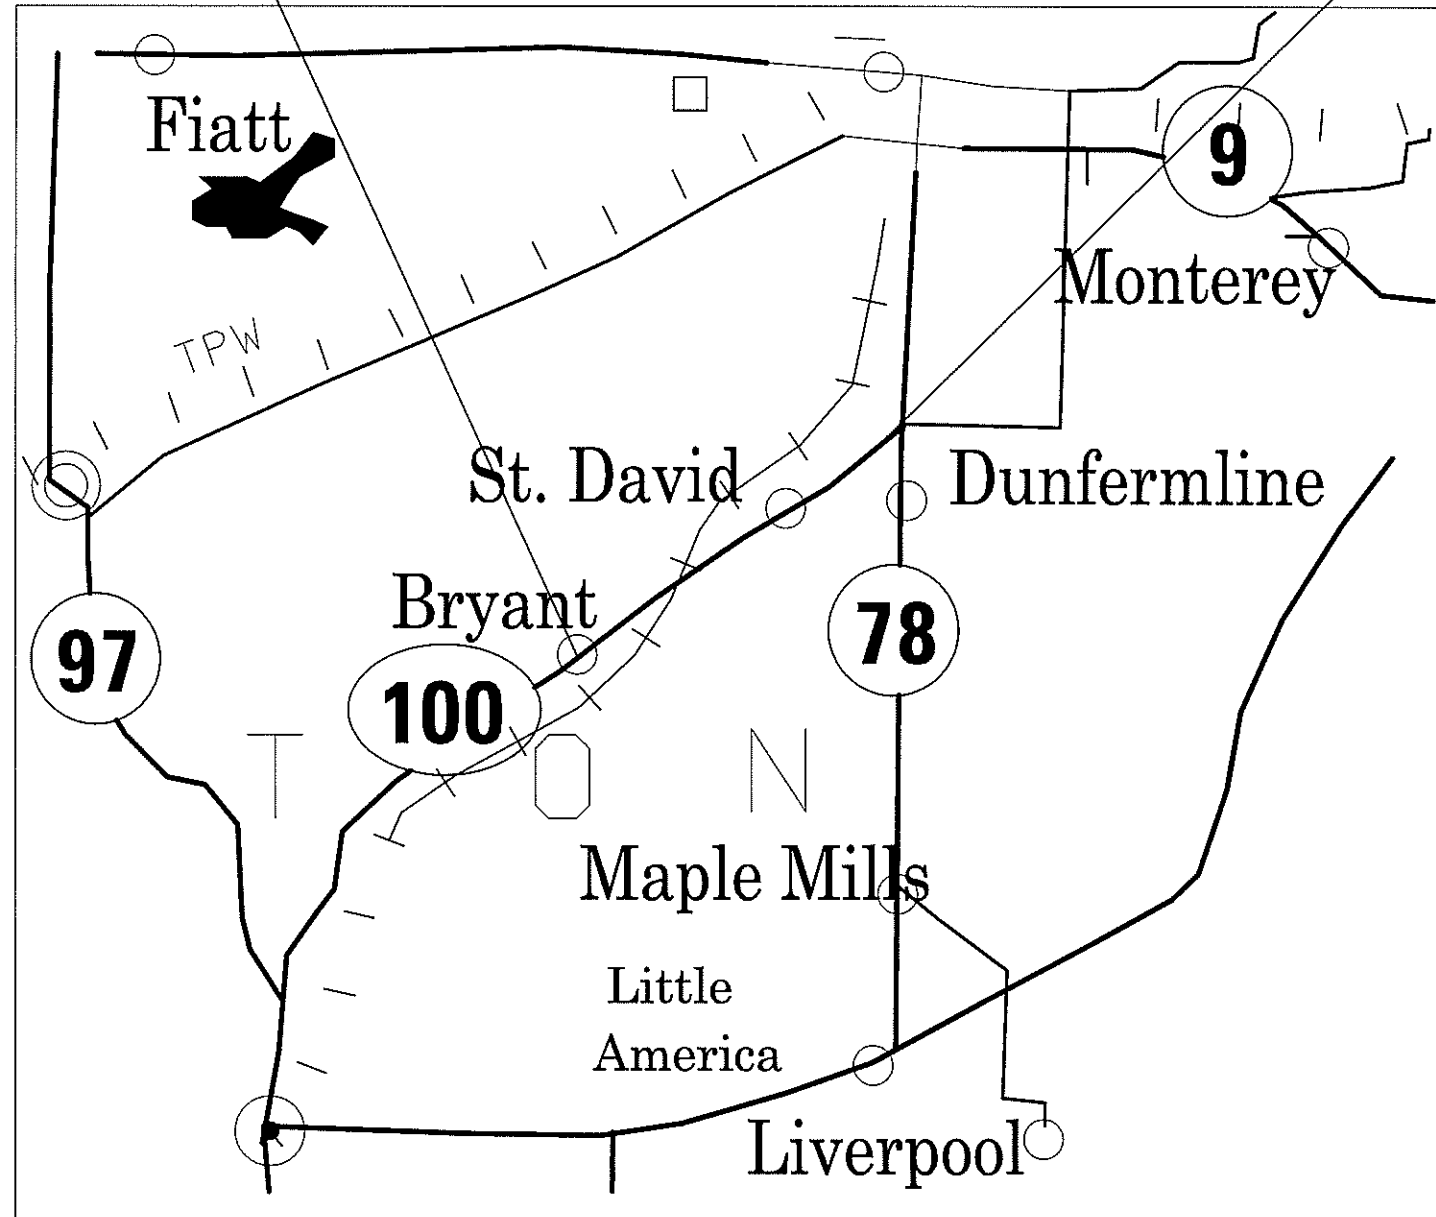 Fiatt
9
Monterey
TPW
St. David
Dunfermline
Bryant
97
78
100
T O N
Maple Mills
Little
America
Liverpool